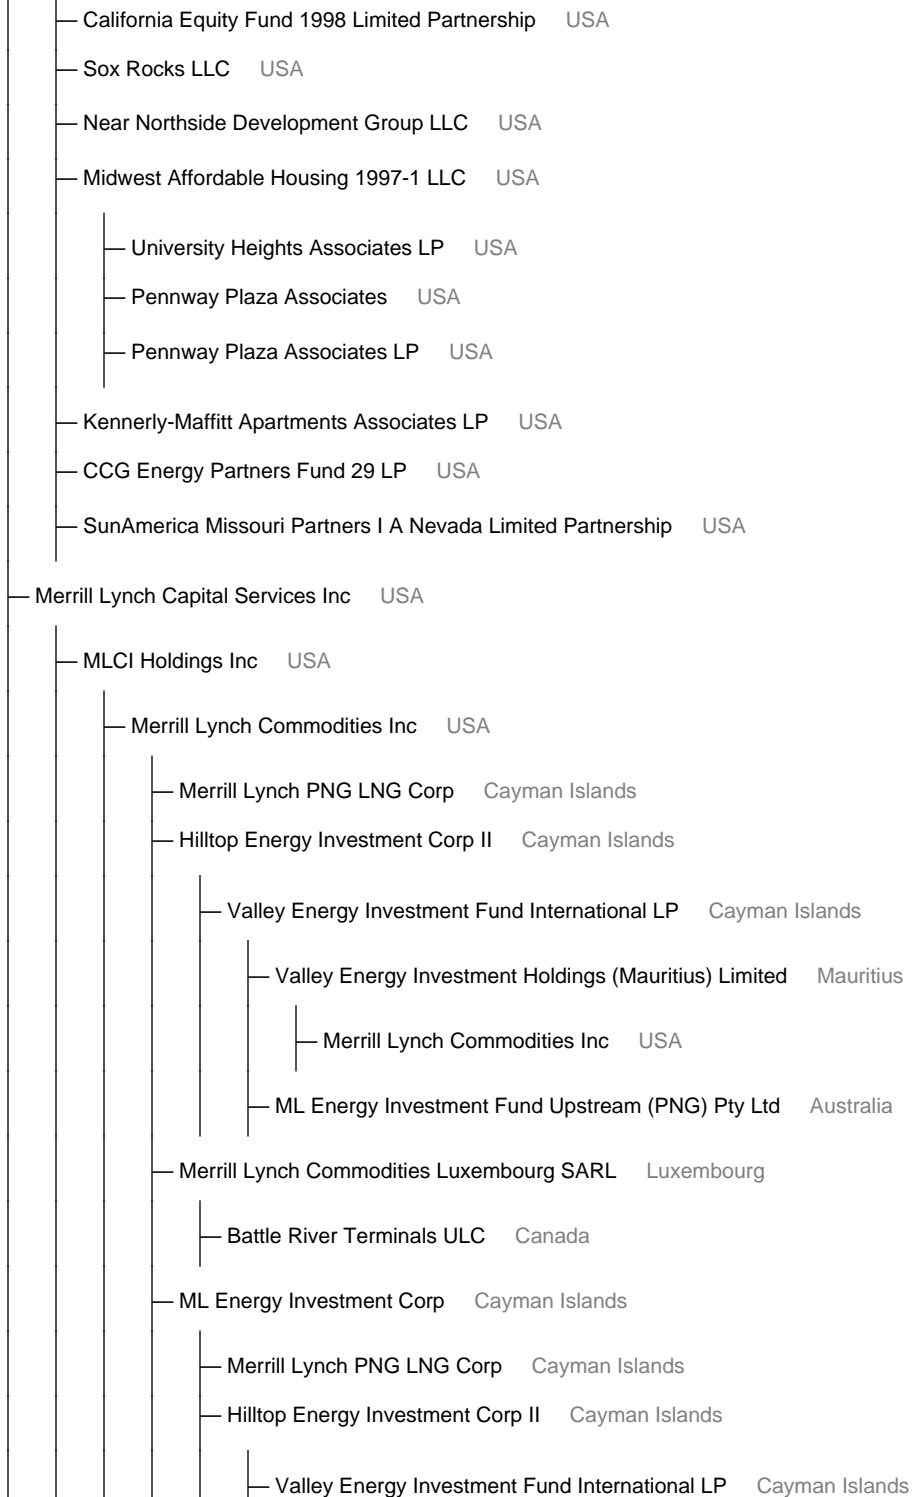 California Equity Fund 1998 Limited Partnership USA
Sox Rocks LLC USA
Near Northside Development Group LLC USA
Midwest Affordable Housing 1997-1 LLC USA
University Heights Associates LP USA
Pennway Plaza Associates USA
Pennway Plaza Associates LP USA
Kennerly-Maffitt Apartments Associates LP USA
CCG Energy Partners Fund 29 LP USA
SunAmerica Missouri Partners I A Nevada Limited Partnership USA
Merrill Lynch Capital Services Inc USA
MLCI Holdings Inc USA
Merrill Lynch Commodities Inc USA
Merrill Lynch PNG LNG Corp Cayman Islands
Hilltop Energy Investment Corp II Cayman Islands
Valley Energy Investment Fund International LP Cayman Islands
Valley Energy Investment Holdings (Mauritius) Limited Mauritius
Merrill Lynch Commodities Inc USA
ML Energy Investment Fund Upstream (PNG) Pty Ltd Australia
Merrill Lynch Commodities Luxembourg SARL Luxembourg
Battle River Terminals ULC Canada
ML Energy Investment Corp Cayman Islands
Merrill Lynch PNG LNG Corp Cayman Islands
Hilltop Energy Investment Corp II Cayman Islands
Valley Energy Investment Fund International LP Cayman Islands